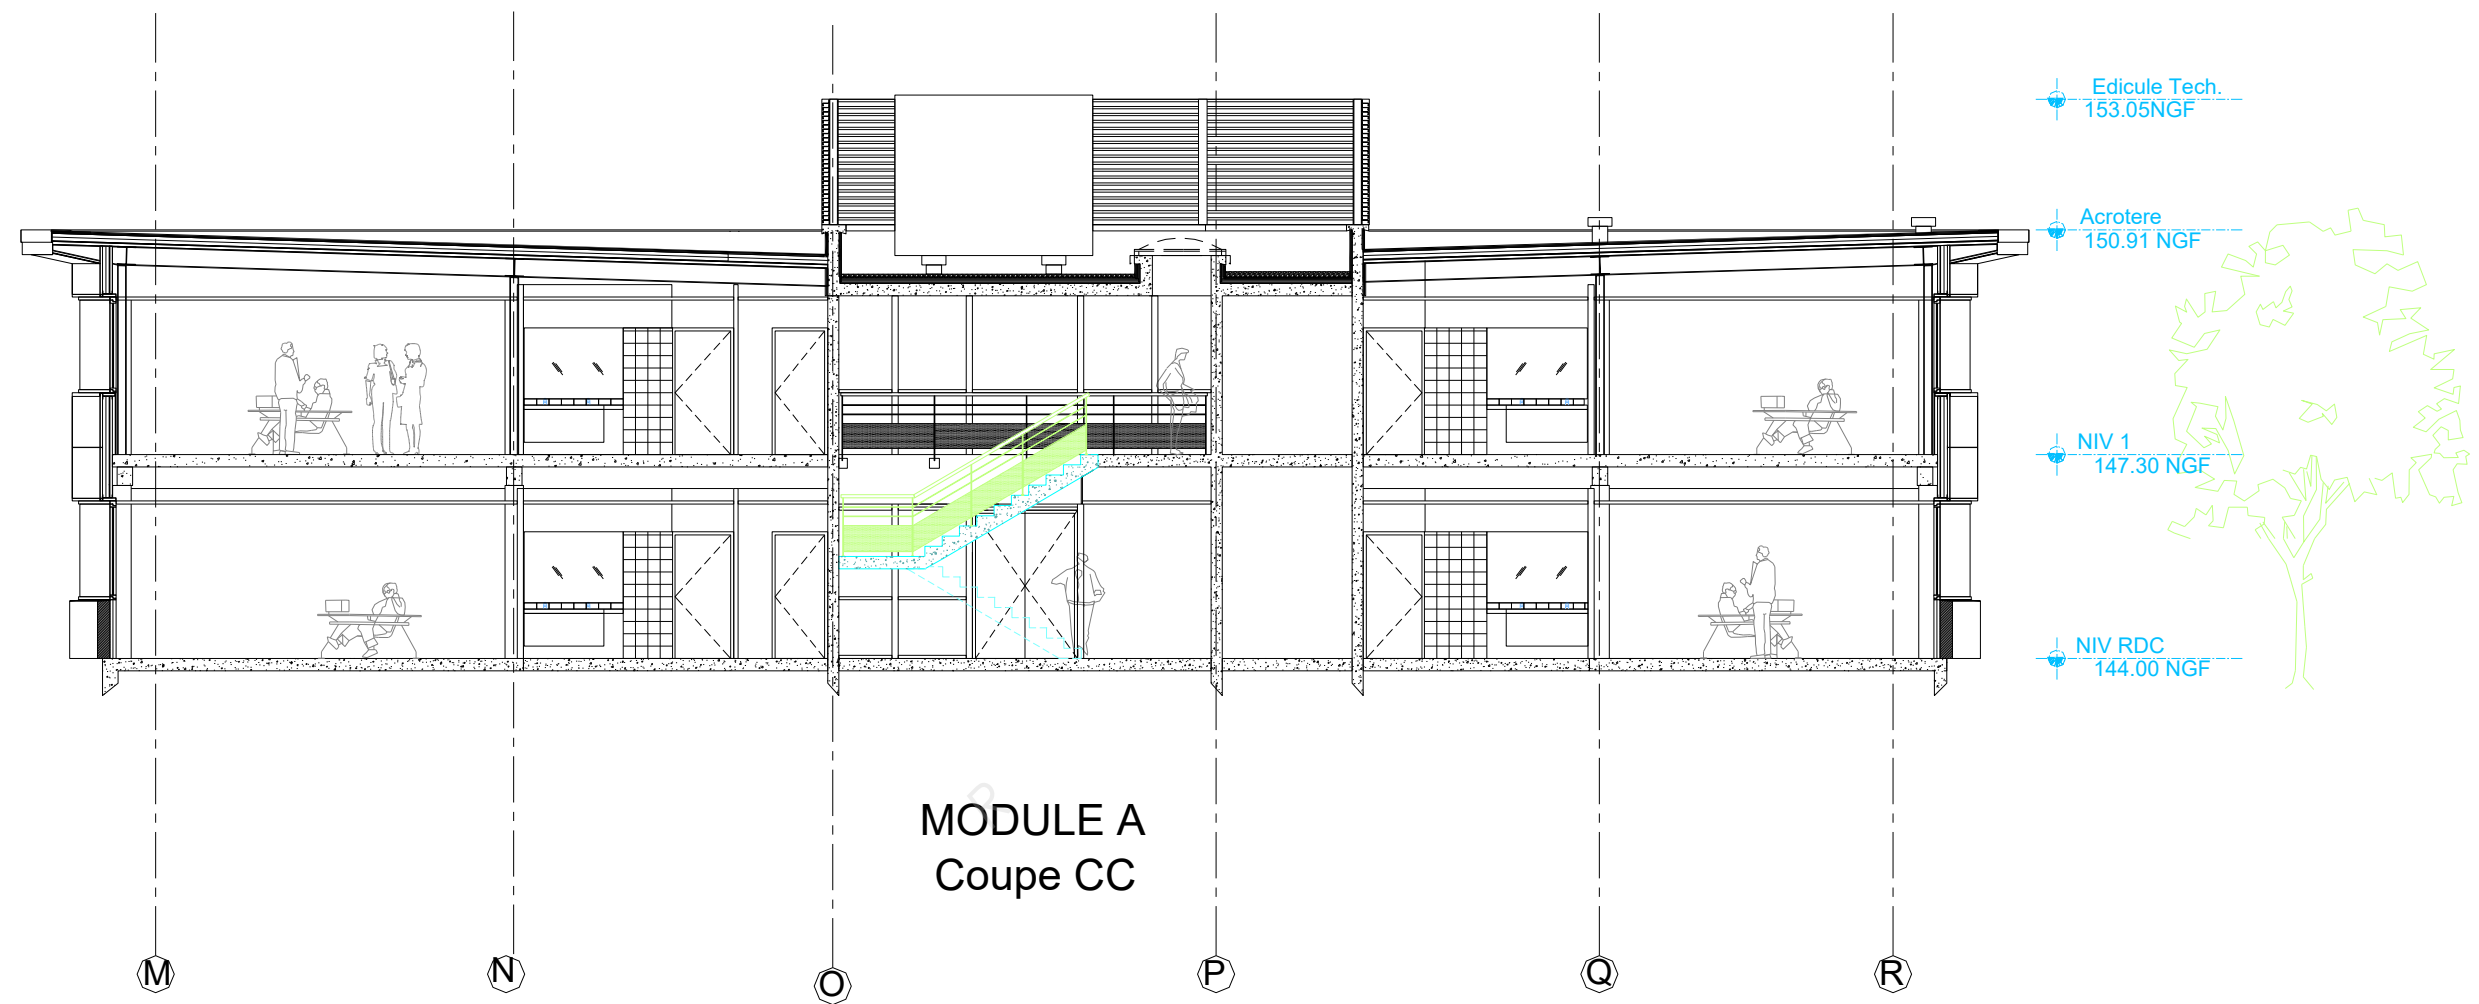 Edicule Tech.
153.05NGF
Acrotere
150.91 NGF
NIV 1
147.30 NGF
NIV RDC
144.00 NGF
MODULE A
Coupe CC
M
N
O
P
Q
R